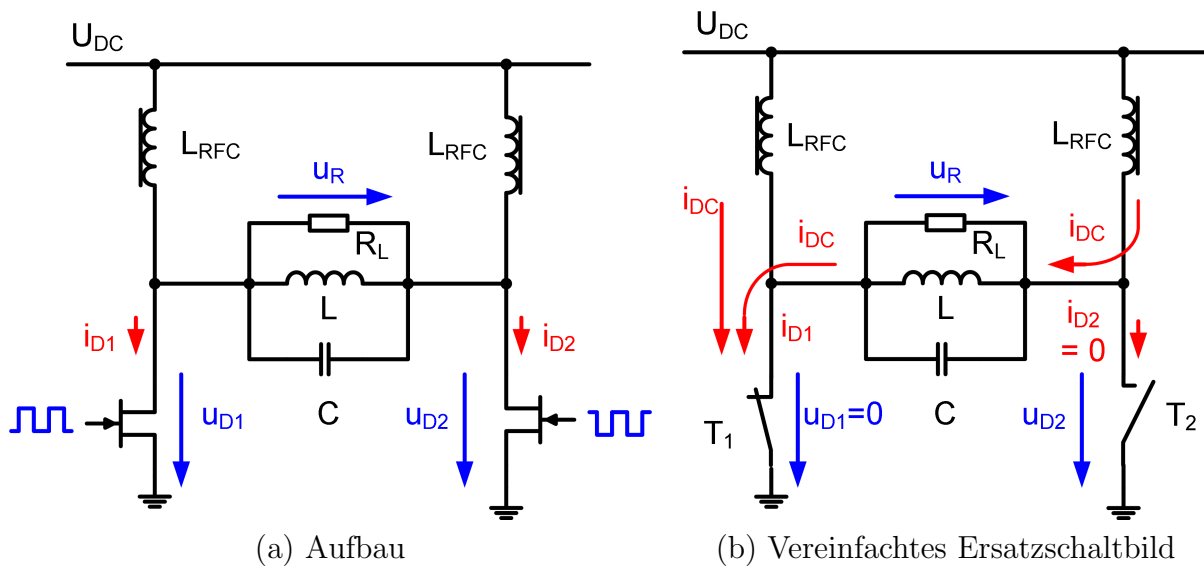 U_DC
L_RFC
L_RFC
u_R
R_L
L
i_D1
i_D2
u_D1
C
u_D2
(a) Aufbau
U_DC
L_RFC
L_RFC
u_R
i_DC
i_DC
i_DC
R_L
L
i_D1
i_D2
= 0
T_1
u_D1=0
C
u_D2
T_2
(b) Vereinfachtes Ersatzschaltbild